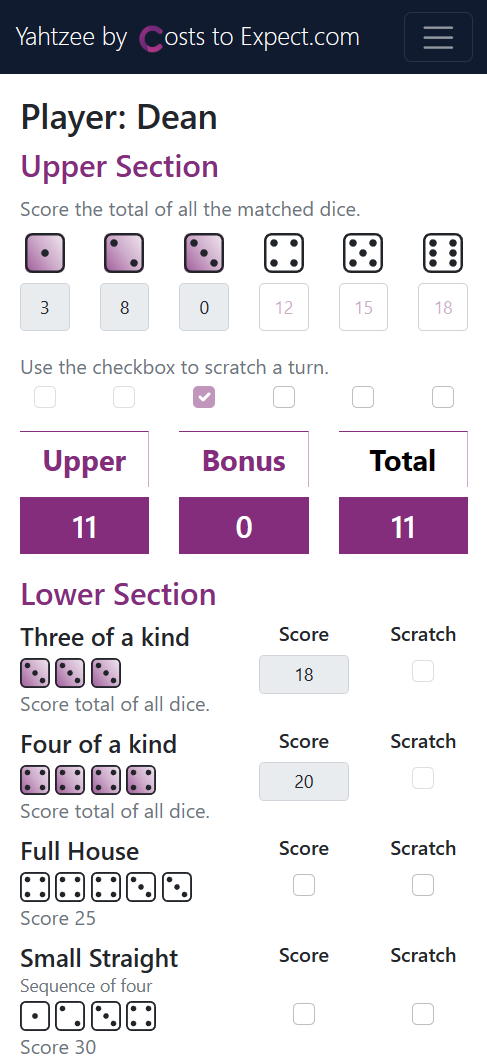 Yahtzee by Costs to Expect.com
Player: Dean
Upper Section
Score the total of all the matched dice.
3 8 0 12 15 18
Use the checkbox to scratch a turn.
Upper Bonus Total
11 0 11
Lower Section
Three of a kind Score Scratch
18
Score total of all dice.
Four of a kind Score Scratch
20
Score total of all dice.
Full House Score Scratch
Score 25
Small Straight Score Scratch
Sequence of four
Score 30